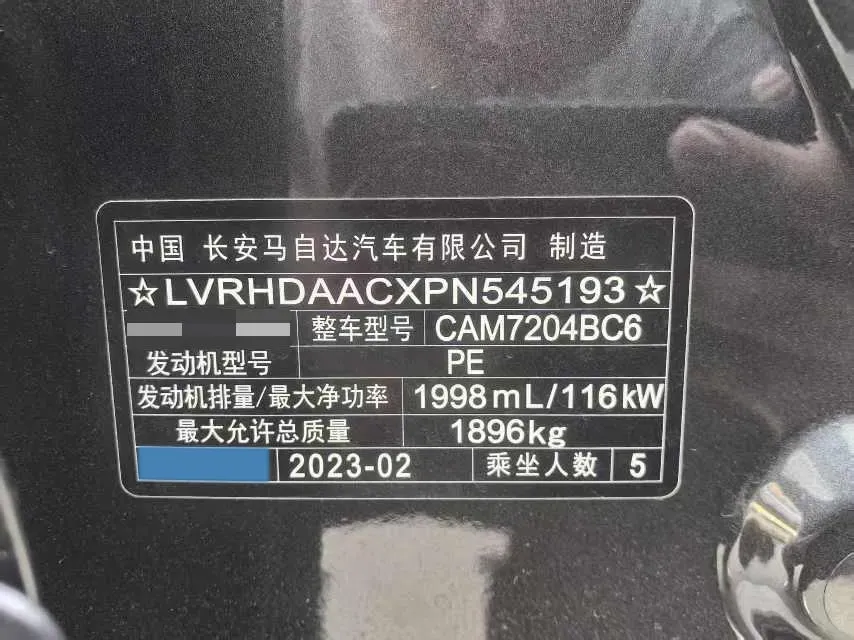 中国 长安马自达汽车有限公司 制造
☆LVRHDAACXPN545193☆
整车型号 CAM7204BC6
发动机型号 PE
发动机排量/最大净功率 1998mL/116kW
最大允许总质量 1896kg
2023-02 乘坐人数 5